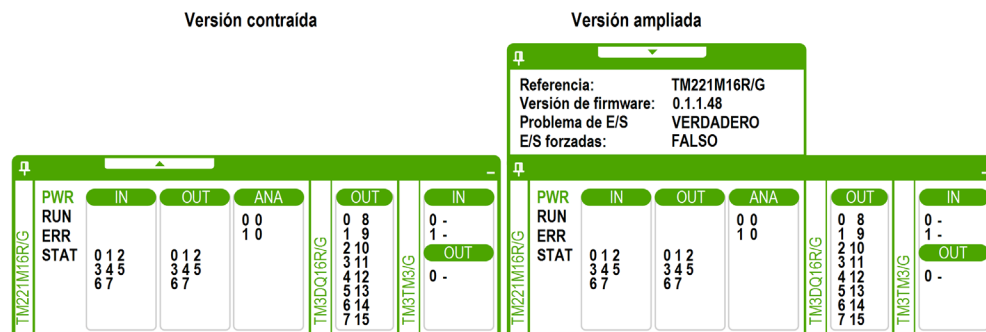 Versión contraída
Versión ampliada
Referencia: TM221M16R/G
Versión de firmware: 0.1.1.48
Problema de E/S VERDADERO
E/S forzadas: FALSO
TM221M16R/G
PWR
RUN
ERR
STAT
IN
0 1 2
3 4 5
6 7
OUT
0 1 2
3 4 5
6 7
ANA
0 0
1 0
TM3DQ16R/G
OUT
0 8
1 9
2 10
3 11
4 12
5 13
6 14
7 15
TM3TM3/G
IN
0 -
1 -
OUT
0 -
TM221M16R/G
PWR
RUN
ERR
STAT
IN
0 1 2
3 4 5
6 7
OUT
0 1 2
3 4 5
6 7
ANA
0 0
1 0
TM3DQ16R/G
OUT
0 8
1 9
2 10
3 11
4 12
5 13
6 14
7 15
TM3TM3/G
IN
0 -
1 -
OUT
0 -